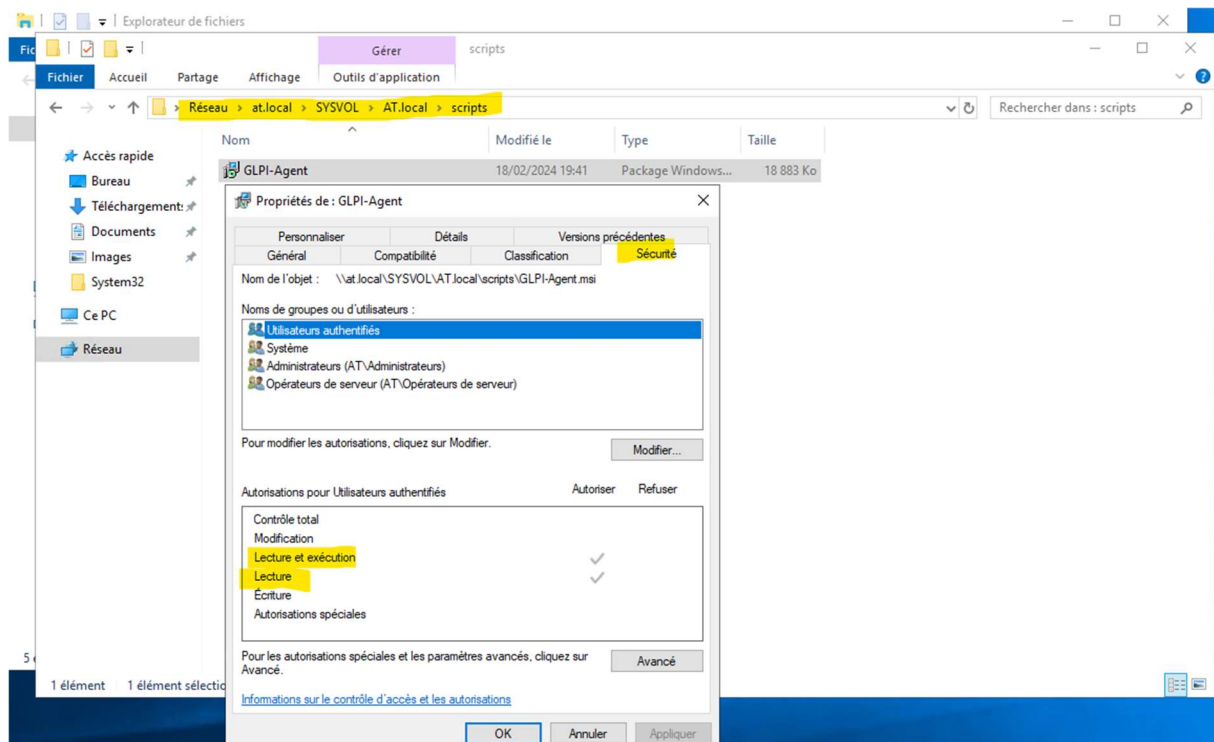 Explorateur de fichiers
Gérer
scripts
Fichier
Accueil
Partage
Affichage
Outils d'application
Réseau > at.local > SYSVOL > AT.local > scripts
Rechercher dans : scripts
Nom
Modifié le
Type
Taille
Accès rapide
Bureau
Téléchargement:
Documents
Images
System32
Ce PC
Réseau
GLPI-Agent
18/02/2024 19:41
Package Windows...
18 883 Ko
Propriétés de : GLPI-Agent
Personnaliser
Détails
Versions précédentes
Général
Compatibilité
Classification
Sécurité
Nom de l'objet : \\at.local\SYSVOL\AT.local\scripts\GLPI-Agent.msi
Noms de groupes ou d'utilisateurs :
Utilisateurs authentifiés
Système
Administrateurs (AT\Administrateurs)
Opérateurs de serveur (AT\Opérateurs de serveur)
Pour modifier les autorisations, cliquez sur Modifier.
Modifier...
Autorisations pour Utilisateurs authentifiés
Autoriser
Refuser
Contrôle total
Modification
Lecture et exécution
Lecture
Écriture
Autorisations spéciales
Pour les autorisations spéciales et les paramètres avancés, cliquez sur
Avancé.
Avancé
Informations sur le contrôle d'accès et les autorisations
OK
Annuler
Appliquer
1 élément
1 élément sélectio